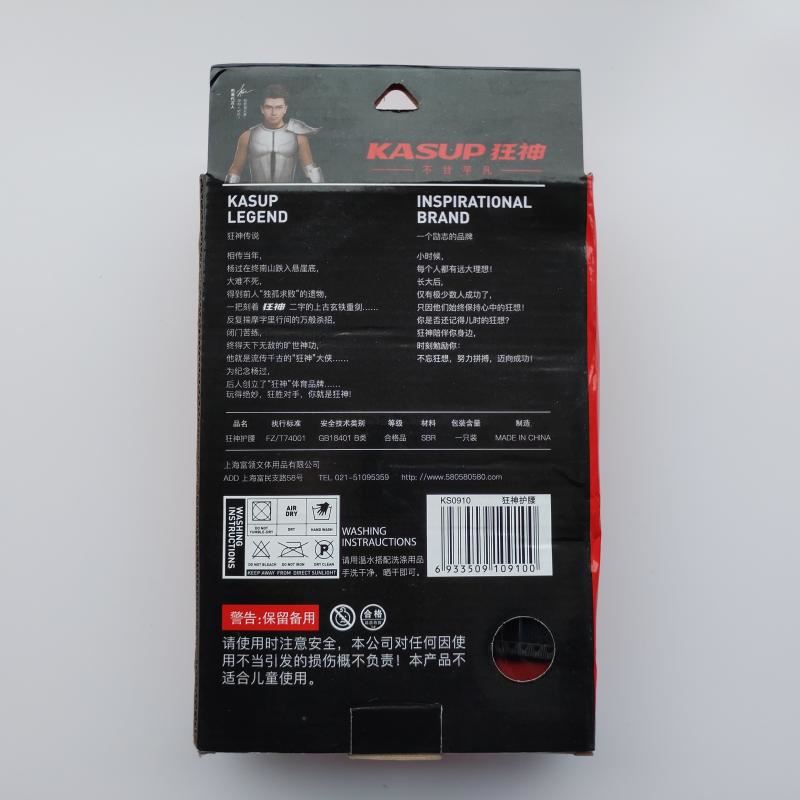 KASUP 狂神
不甘平凡
KASUP
LEGEND
狂神传说
相传当年，
杨过在终南山跌入悬崖底，
大难不死，
得到前人“独孤求败”的遗物，
一把刻着 狂神 二字的上古玄铁重剑......
反复揣摩字里行间的万般杀招。
闭门苦练，
终得天下无敌的旷世神功，
他就是流传千古的“狂神”大侠......
为纪念杨过，
后人创立了“狂神”体育品牌......
玩得绝妙，狂胜对手，你就是狂神！
INSPIRATIONAL
BRAND
一个励志的品牌
小时候，
每个人都有远大理想！
长大后，
仅有极少数人成功了，
只因他们始终保持心中的狂想！
你是否还记得儿时的狂想？
狂神陪伴你身边，
时刻勉励你：
不忘狂想，努力拼搏，迈向成功！
品名 执行标准 安全技术类别 等级 材料 包装含量 制造
狂神护腰 FZ/T74001 GB18401 B类 合格品 SBR 一只装 MADE IN CHINA
上海富领文体用品有限公司
ADD 上海富民支路58号 TEL 021-51095359 http: //www.580580580.com
WASHING
INSTRUCTIONS
AIR
DRY
DO NOT
TUMBLE-DRY
DRY
HAND WASH
P
DO NOT BLEACH
DO NOT IRON
DRY CLEAN
KEEP AWAY FROM DIRECT SUNLIGHT
WASHING
INSTRAUCTIONS
请用温水搭配洗涤用品
手洗干净，晒干即可。
KS0910 狂神护腰
6 933509 109100
警告:保留备用
合格
请使用时注意安全，本公司对任何因使
用不当引发的损伤概不负责！本产品不
适合儿童使用。